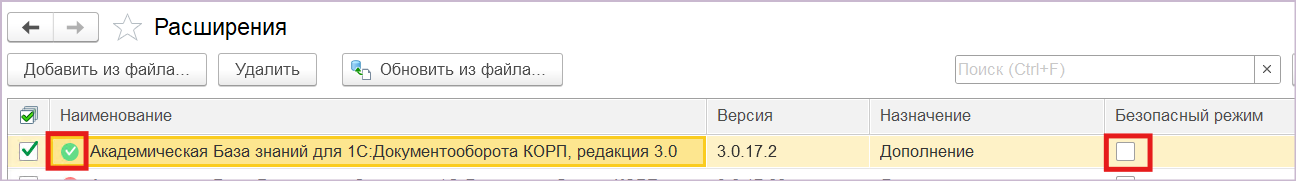 Расширения
Добавить из файла... Удалить Обновить из файла... Поиск (Ctrl+F) ×
Наименование Версия Назначение Безопасный режим
Академическая База знаний для 1С:Документооборота КОРП, редакция 3.0 3.0.17.2 Дополнение